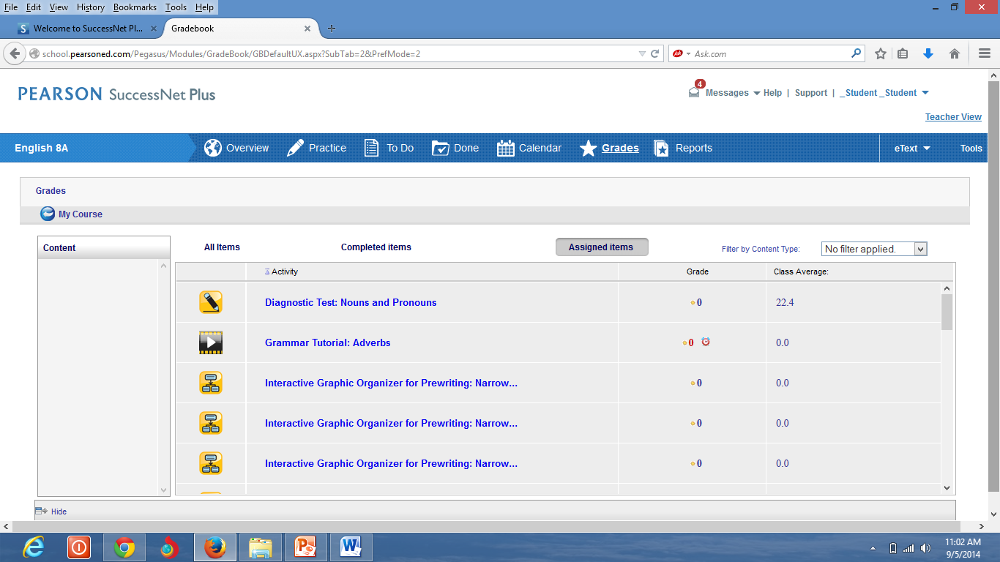 File Edit View History Bookmarks Tools Help
S Welcome to SuccessNet Pl... × Gradebook ×
school.pearsoned.com/Pegasus/Modules/GradeBook/GBDefaultUX.aspx?SubTab=2&PrefMode=2 Ask.com
4
PEARSON SuccessNet Plus Messages Help | Support | _Student _Student
Teacher View
English 8A Overview Practice To Do Done Calendar Grades Reports eText Tools
Grades
My Course
Content All Items Completed items Assigned items Filter by Content Type: No filter applied.
Activity Grade Class Average:
Diagnostic Test: Nouns and Pronouns 0 22.4
Grammar Tutorial: Adverbs 0 0.0
Interactive Graphic Organizer for Prewriting: Narrow... 0 0.0
Interactive Graphic Organizer for Prewriting: Narrow... 0 0.0
Interactive Graphic Organizer for Prewriting: Narrow... 0 0.0
Hide
11:02 AM
9/5/2014